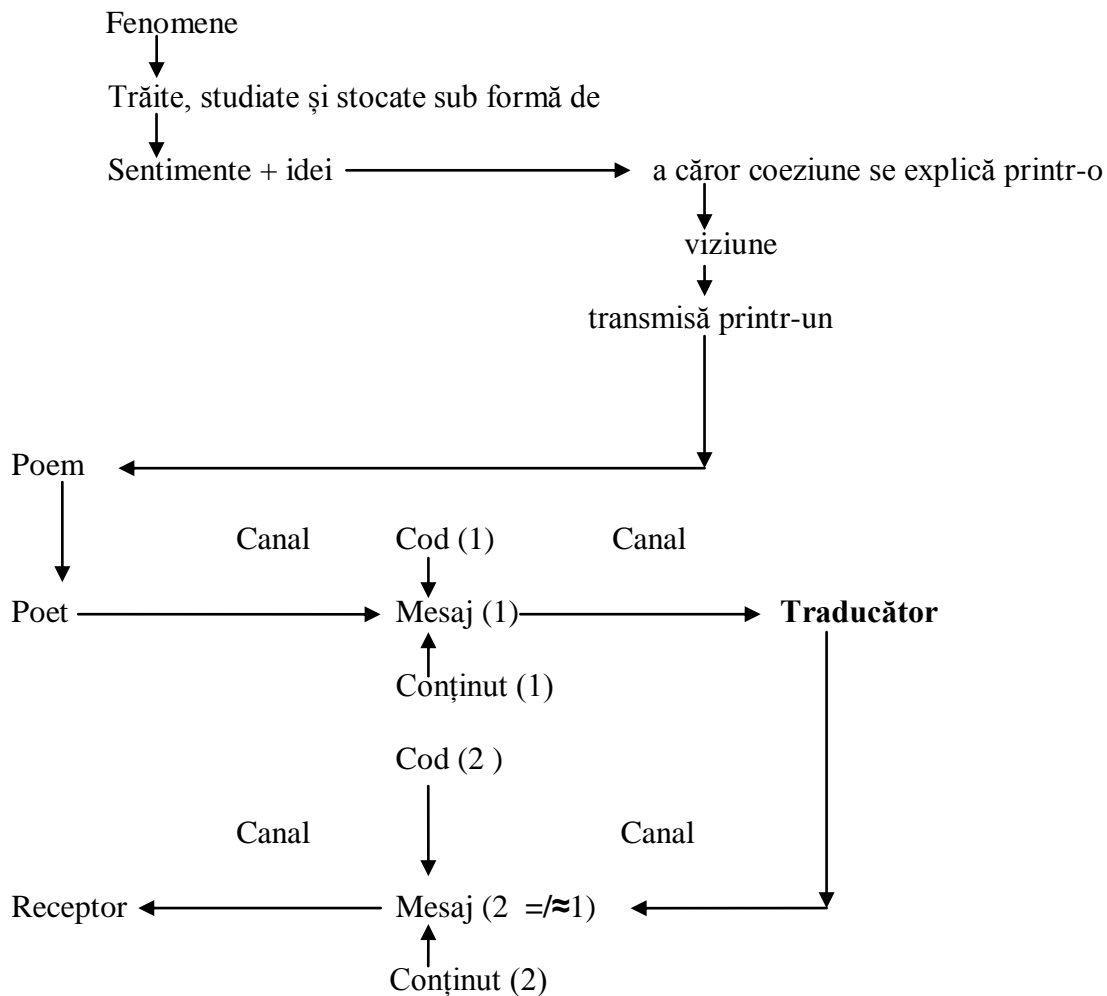 Fenomene
Trăite, studiate și stocate sub formă de
Sentimente + idei a căror coeziune se explică printr-o
viziune
transmisă printr-un
Poem
Canal Cod (1) Canal
Poet Mesaj (1) Traducător
Conținut (1)
Cod (2 )
Canal Canal
Receptor Mesaj (2 =/≈1)
Conținut (2)